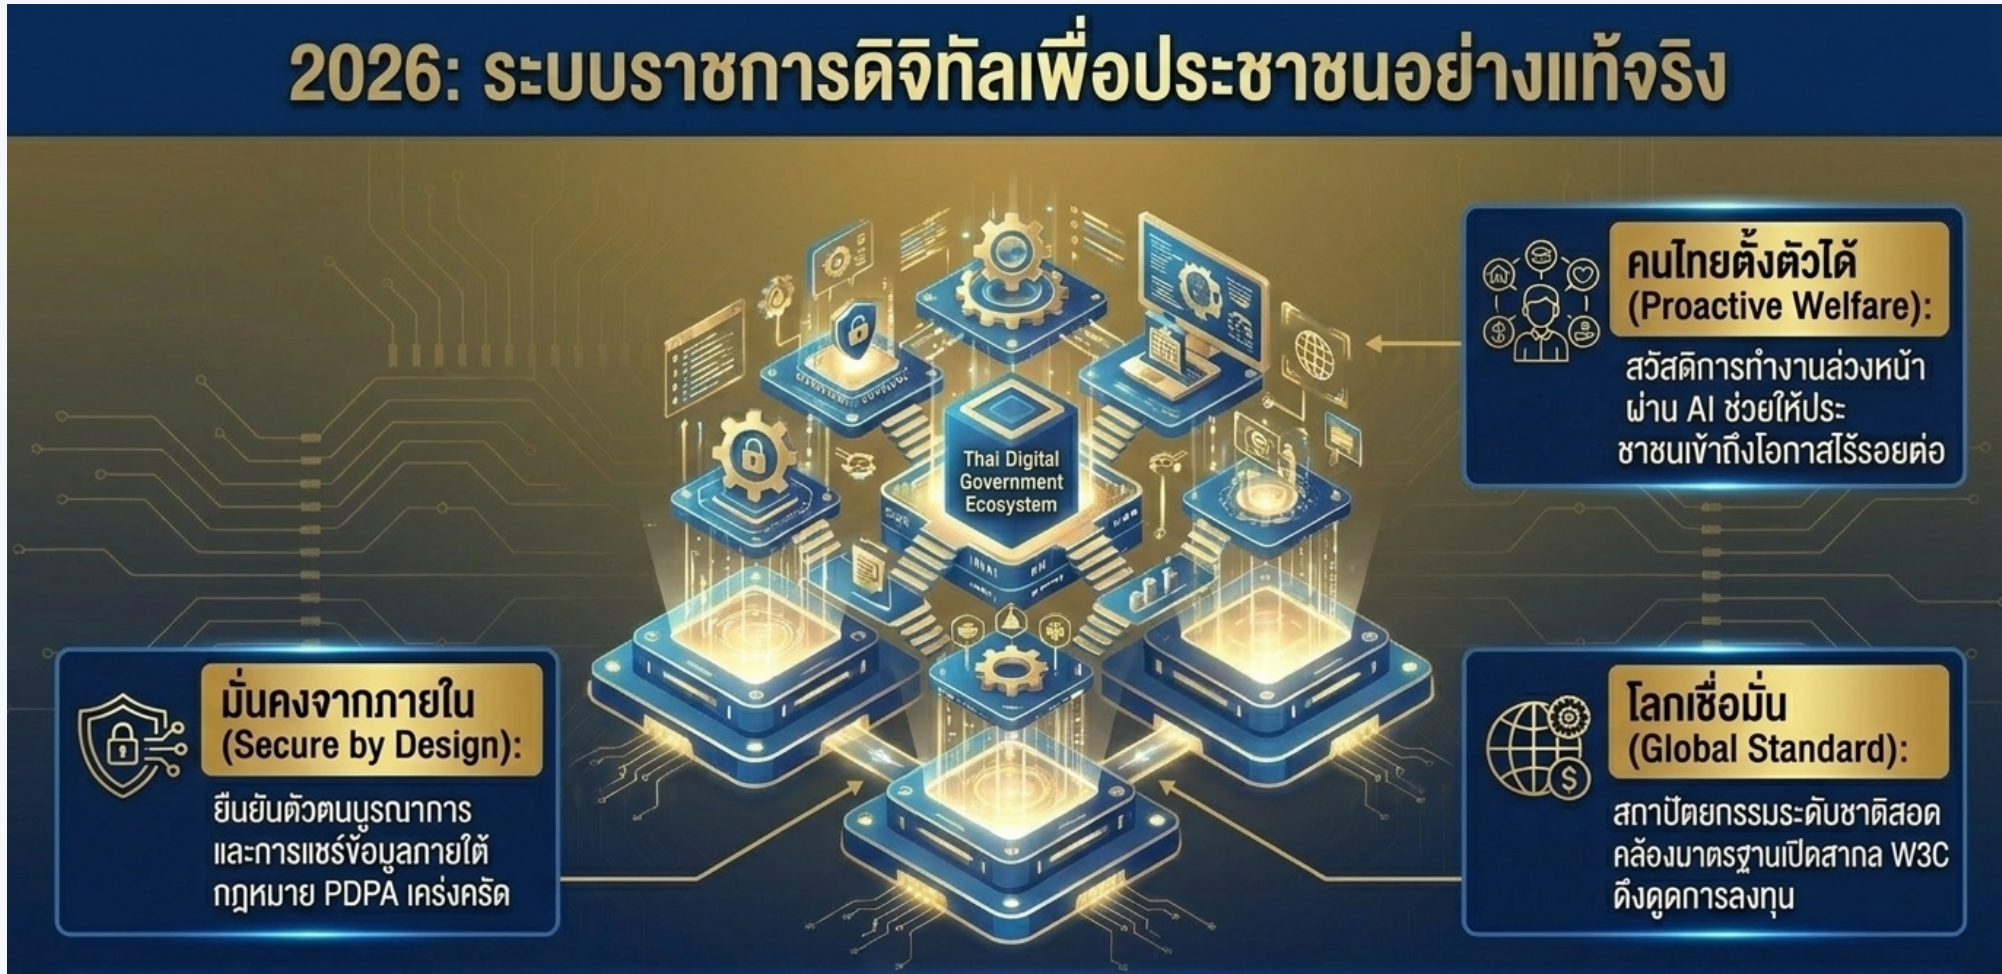 2026: ระบบราชการดิจิทัลเพื่อประชาชนอย่างแท้จริง
คนไทยตั้งตัวได้
(Proactive Welfare):
สวัสดิการทำงานล่วงหน้า
ผ่าน AI ช่วยให้ประ
ชาชนเข้าถึงโอกาสไร้รอยต่อ
Thai Digital
Government
Ecosystem
มั่นคงจากภายใน
(Secure by Design):
ยืนยันตัวตนบูรณาการ
และการแชร์ข้อมูลภายใต้
กฎหมาย PDPA เคร่งครัด
โลกเชื่อมั่น
(Global Standard):
สถาปัตยกรรมระดับชาติสอด
คล้องมาตรฐานเปิดสากล W3C
ดึงดูดการลงทุน